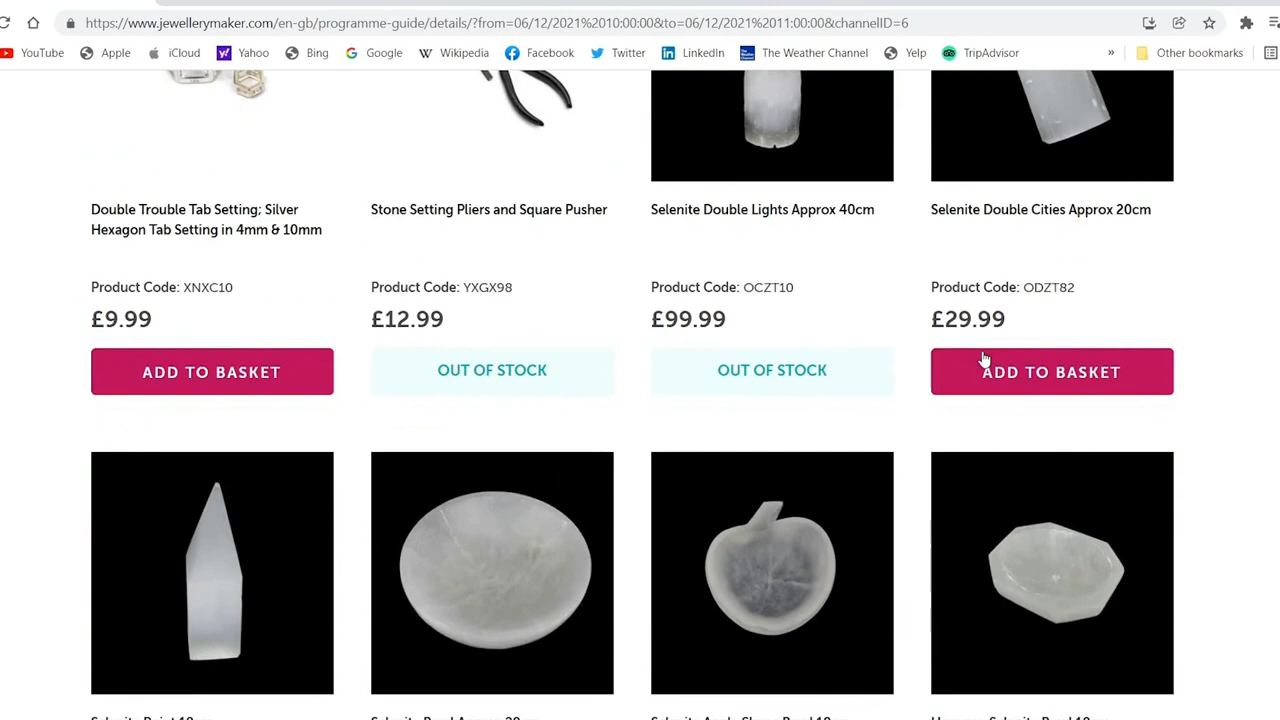 https://www.jewellerymaker.com/en-gb/programme-guide/details/?from=06/12/2021%2010:00:00&to=06/12/2021%2011:00:00&channelID=6
YouTube Apple iCloud Yahoo Bing Google Wikipedia Facebook Twitter LinkedIn The Weather Channel Yelp TripAdvisor » Other bookmarks
Double Trouble Tab Setting; Silver
Hexagon Tab Setting in 4mm & 10mm
Stone Setting Pliers and Square Pusher
Selenite Double Lights Approx 40cm
Selenite Double Cities Approx 20cm
Product Code: XNXC10
Product Code: YXGX98
Product Code: OCZT10
Product Code: ODZT82
£9.99
£12.99
£99.99
£29.99
ADD TO BASKET
OUT OF STOCK
OUT OF STOCK
ADD TO BASKET